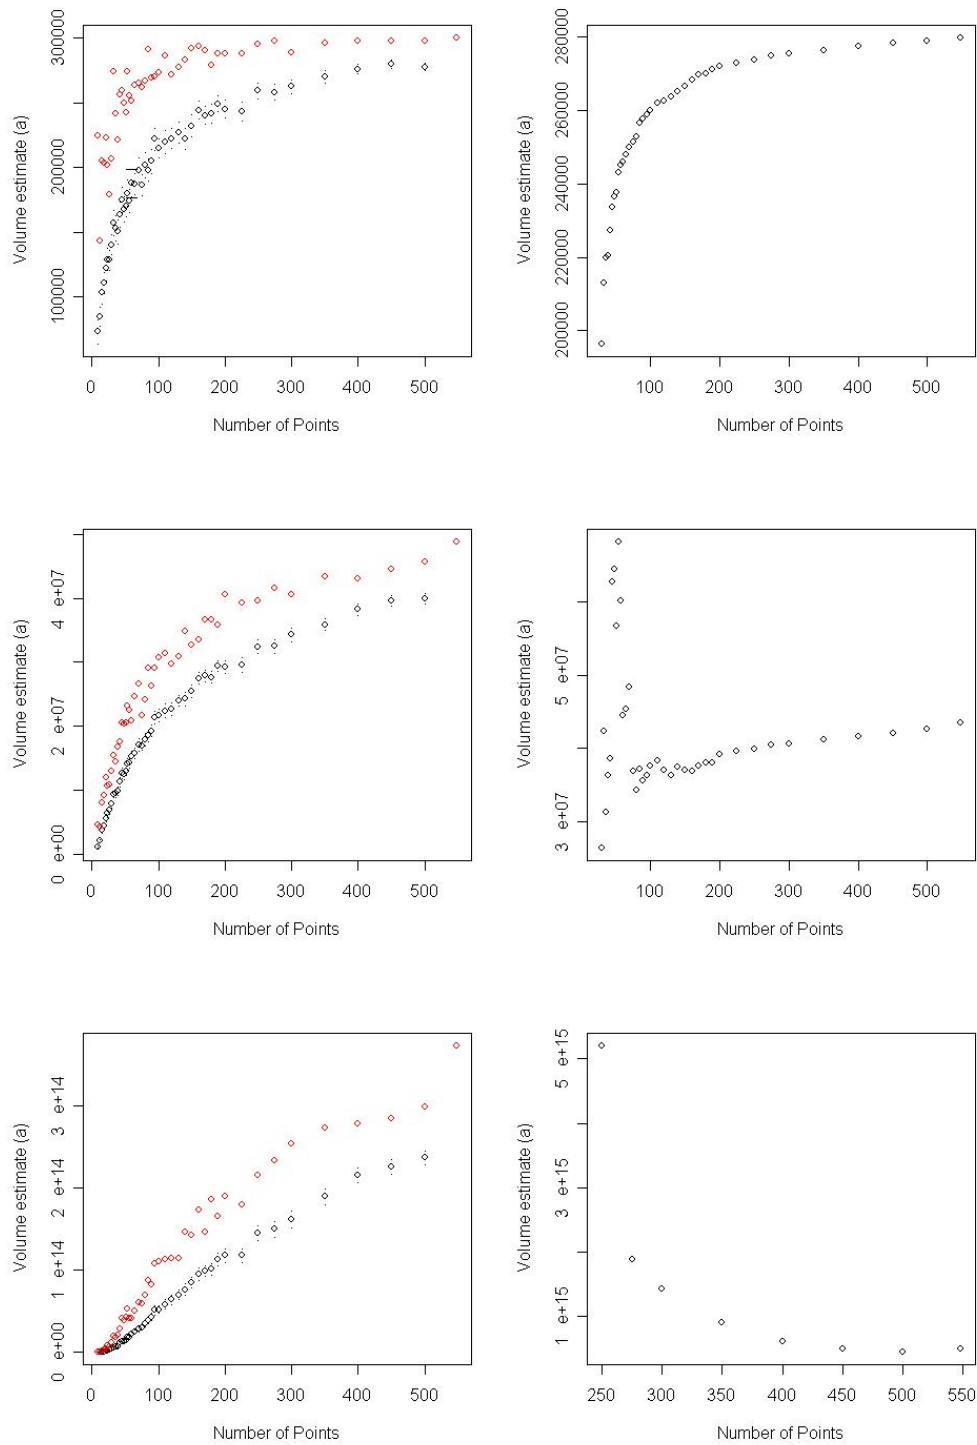 Volume estimate (a)
300000
200000
100000
0 100 200 300 400 500
Number of Points
Volume estimate (a)
280000
260000
240000
220000
200000
100 200 300 400 500
Number of Points
Volume estimate (a)
4 e+07
2 e+07
0 e+00
0 100 200 300 400 500
Number of Points
Volume estimate (a)
5 e+07
3 e+07
100 200 300 400 500
Number of Points
Volume estimate (a)
3 e+14
2 e+14
1 e+14
0 e+00
0 100 200 300 400 500
Number of Points
Volume estimate (a)
5 e+15
3 e+15
1 e+15
250 300 350 400 450 500 550
Number of Points